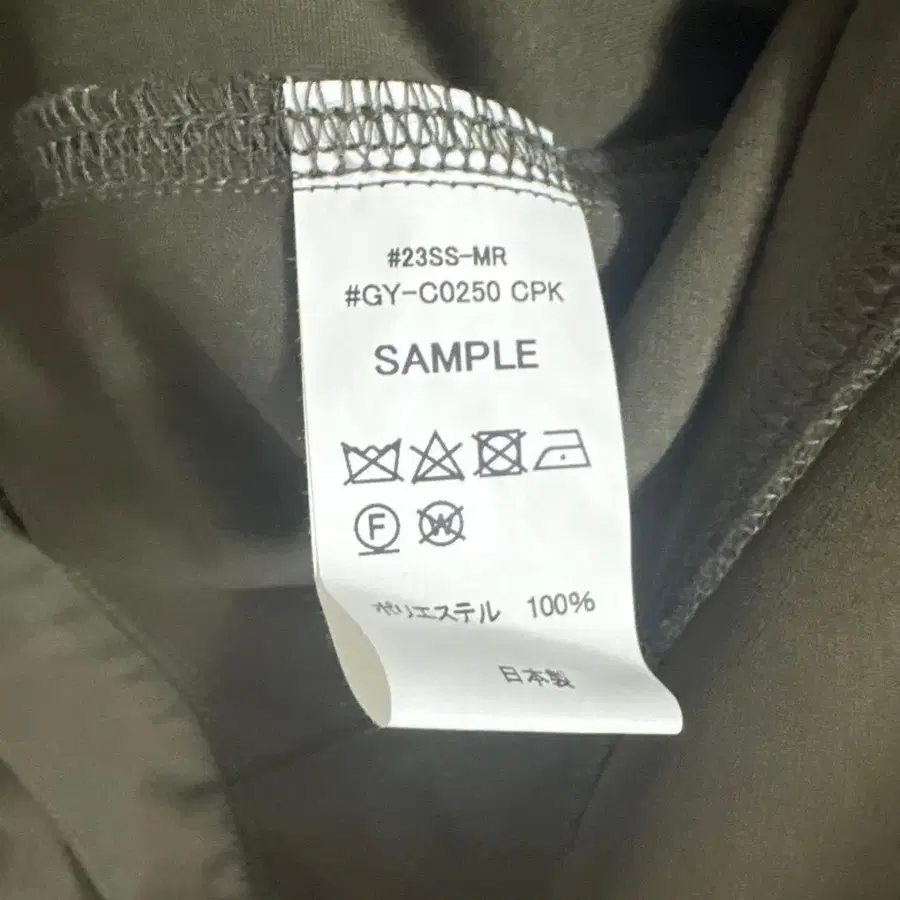 #23SS-MR
#GY-C0250 CPK
SAMPLE
F W
ポリエステル 100%
日本製